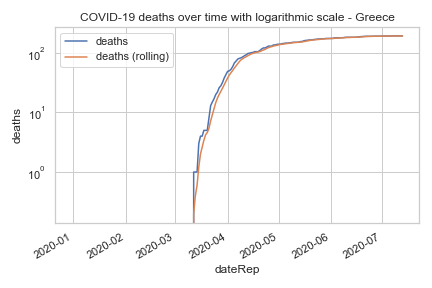 COVID-19 deaths over time with logarithmic scale - Greece
deaths
deaths (rolling)
10²
10¹
10⁰
deaths
2020-01
2020-02
2020-03
2020-04
2020-05
2020-06
2020-07
dateRep